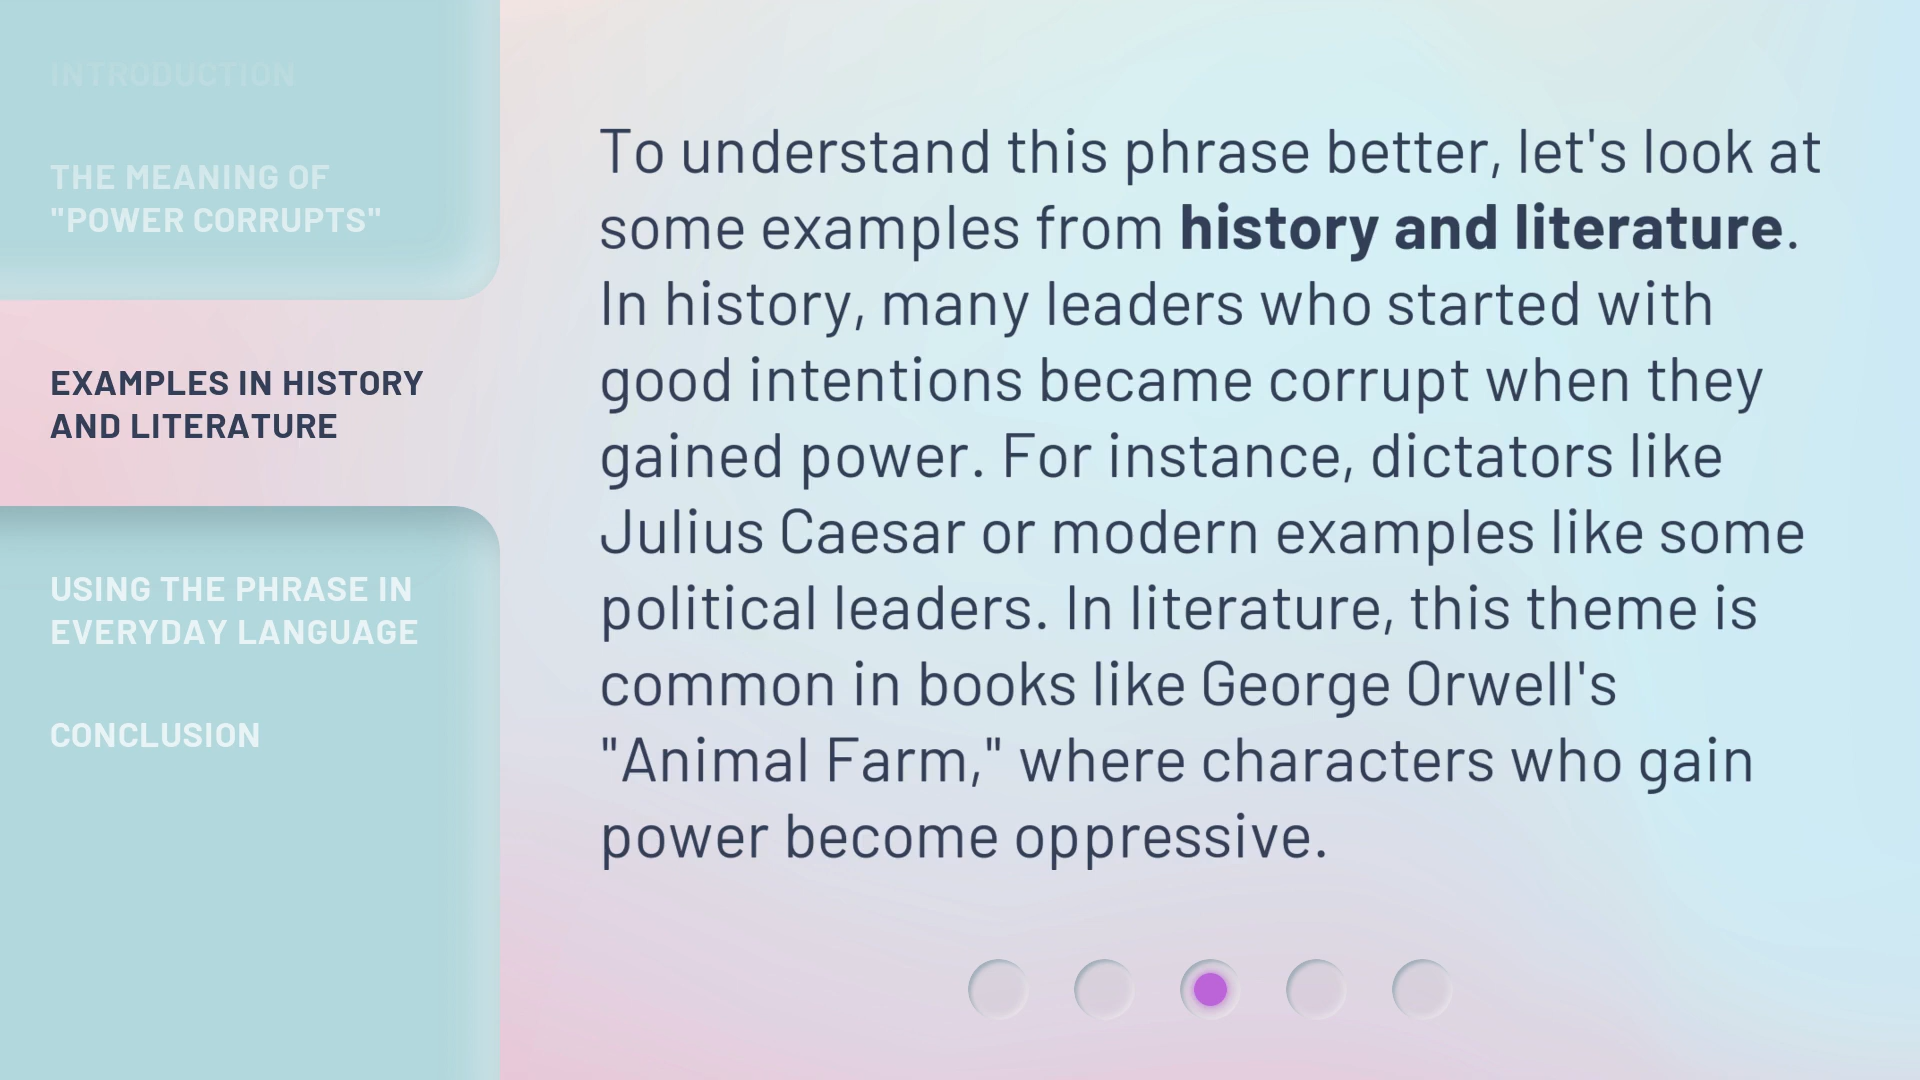 INTRODUCTION
THE MEANING OF
"POWER CORRUPTS"
EXAMPLES IN HISTORY
AND LITERATURE
USING THE PHRASE IN
EVERYDAY LANGUAGE
CONCLUSION
To understand this phrase better, let's look at
some examples from history and literature.
In history, many leaders who started with
good intentions became corrupt when they
gained power. For instance, dictators like
Julius Caesar or modern examples like some
political leaders. In literature, this theme is
common in books like George Orwell's
"Animal Farm," where characters who gain
power become oppressive.